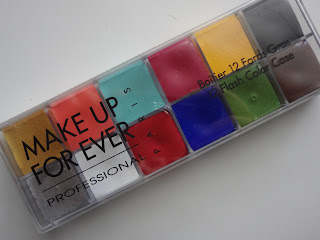 MAKE UP
FOR EVER
PROFESSIONAL
PARIS
Boîtier 12 Fards Gras
Flash Color Case